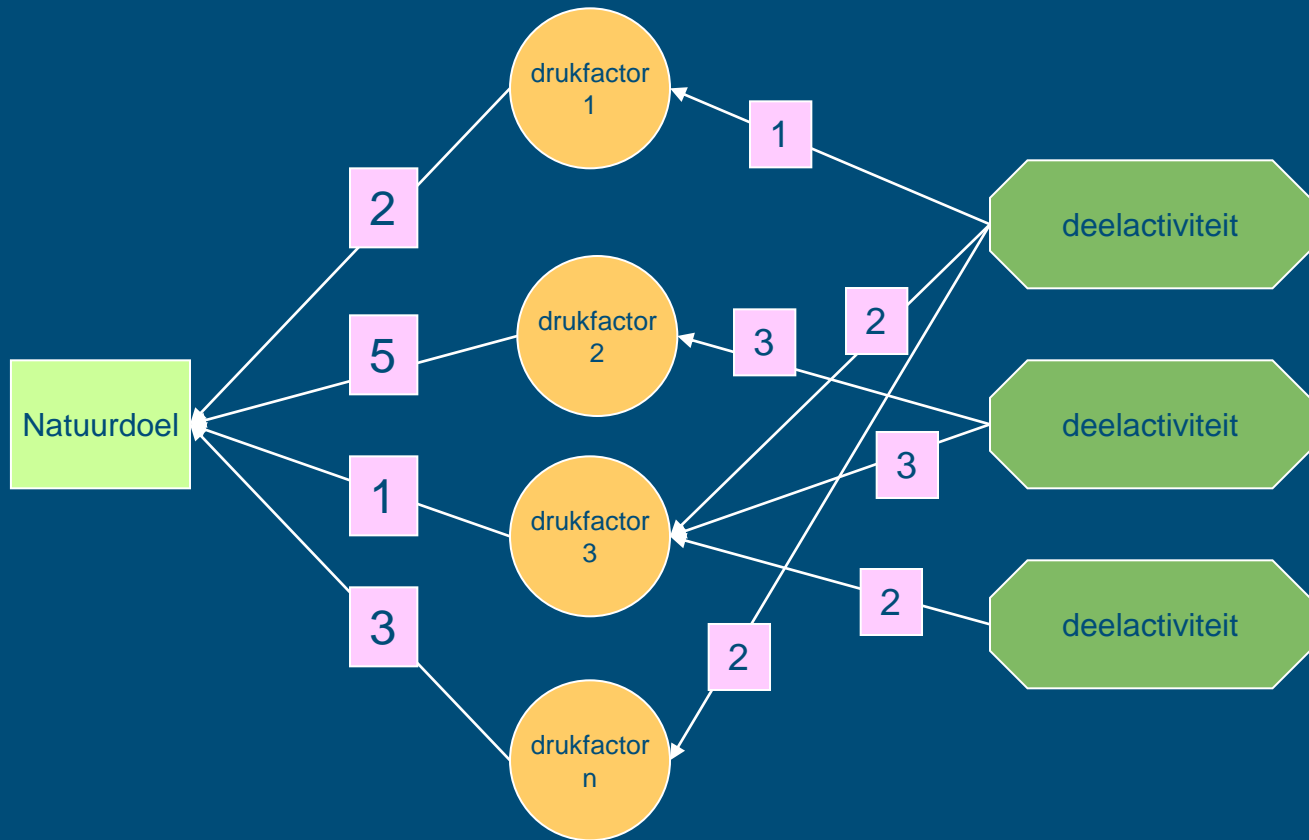 drukfactor
1
1
2
deelactiviteit
drukfactor
2
2
3
5
Natuurdoel
deelactiviteit
3
1
drukfactor
3
2
3
2
deelactiviteit
drukfactor
n